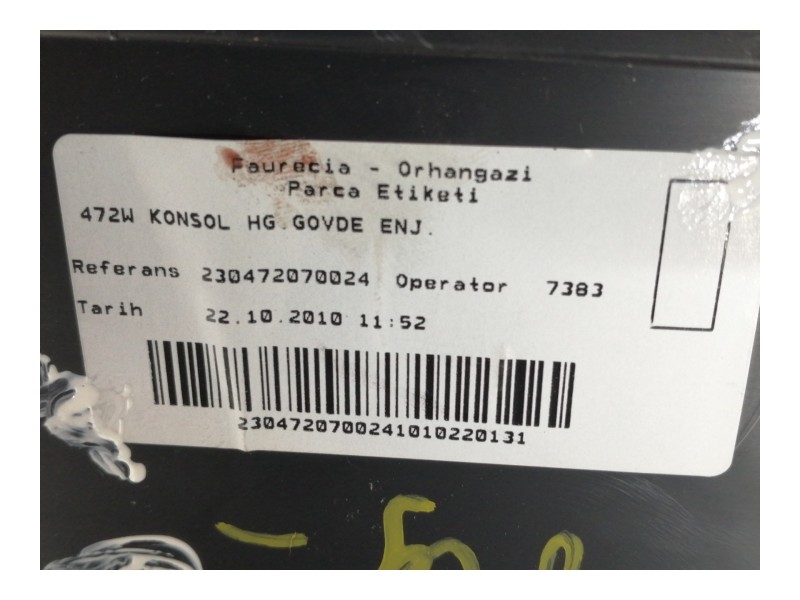 Faurecia - Orhangazi
Parca Etiketi
472W KONSOL HG GOVDE ENJ.
Referans 230472070024 Operator 7383
Tarih 22.10.2010 11:52
2304720700241010220131